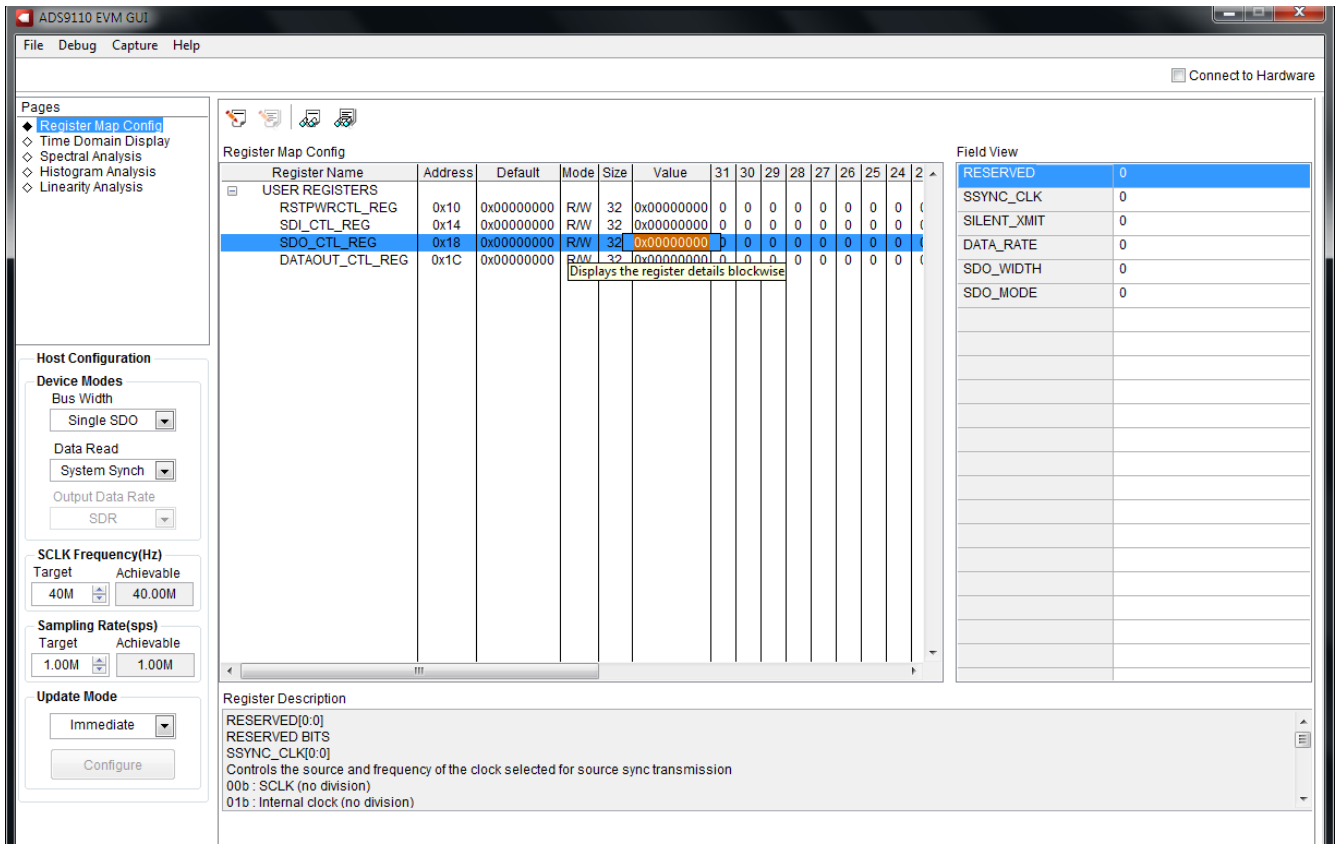 ADS9110 EVM GUI
File Debug Capture Help
Connect to Hardware
Pages
Register Map Config
Time Domain Display
Spectral Analysis
Histogram Analysis
Linearity Analysis
Register Map Config
Register Name Address Default Mode Size Value 31 30 29 28 27 26 25 24 2
USER REGISTERS
RSTPWRCTL_REG 0x10 0x00000000 R/W 32 0x00000000 0 0 0 0 0 0 0 0
SDI_CTL_REG 0x14 0x00000000 R/W 32 0x00000000 0 0 0 0 0 0 0 0
SDO_CTL_REG 0x18 0x00000000 R/W 32 0x00000000 0 0 0 0 0 0 0 0
DATAOUT_CTL_REG 0x1C 0x00000000 R/W 32 0x00000000 0 0 0 0 0 0 0 0
Displays the register details blockwise
Field View
RESERVED 0
SSYNC_CLK 0
SILENT_XMIT 0
DATA_RATE 0
SDO_WIDTH 0
SDO_MODE 0
Host Configuration
Device Modes
Bus Width
Single SDO
Data Read
System Synch
Output Data Rate
SDR
SCLK Frequency(Hz)
Target Achievable
40M 40.00M
Sampling Rate(sps)
Target Achievable
1.00M 1.00M
Update Mode
Immediate
Configure
Register Description
RESERVED[0:0]
RESERVED BITS
SSYNC_CLK[0:0]
Controls the source and frequency of the clock selected for source sync transmission
00b : SCLK (no division)
01b : Internal clock (no division)